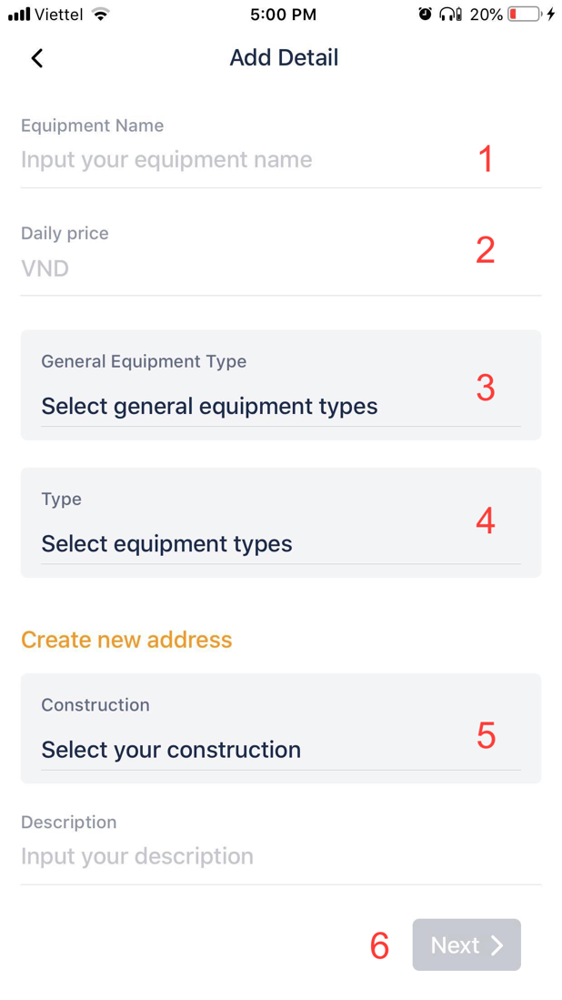 Viettel 5:00 PM 20%
Add Detail
Equipment Name
Input your equipment name 1
Daily price
VND 2
General Equipment Type
Select general equipment types 3
Type
Select equipment types 4
Create new address
Construction
Select your construction 5
Description
Input your description
6 Next